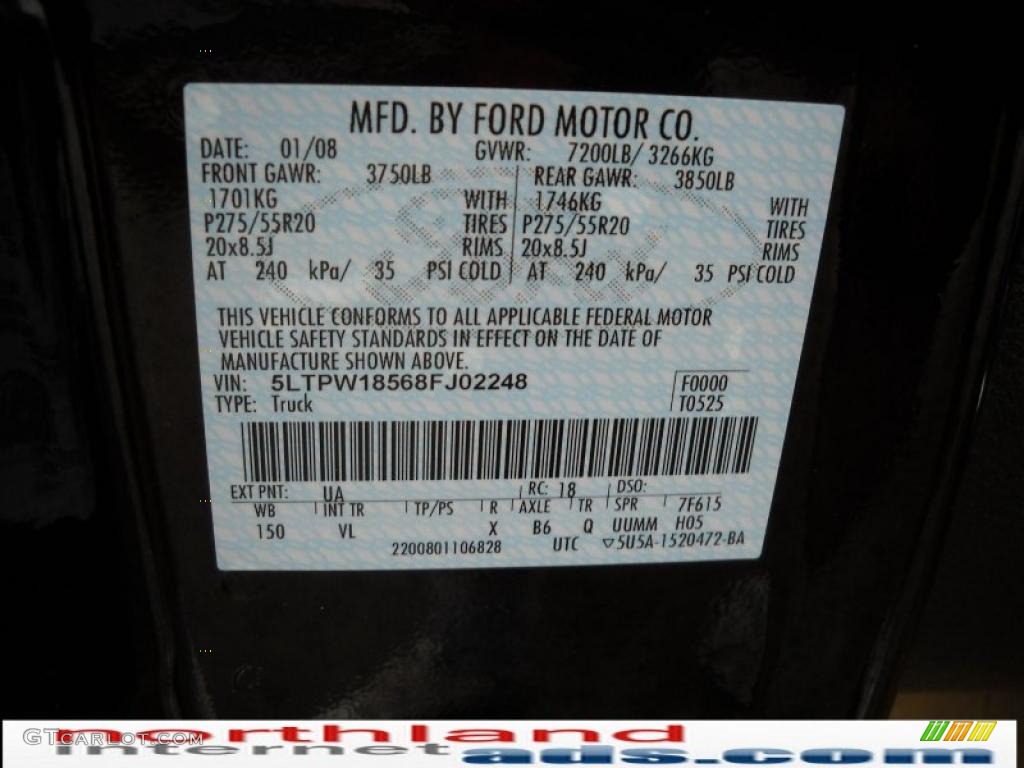 MFD. BY FORD MOTOR CO.
DATE: 01/08 GVWR: 7200LB/ 3266KG
FRONT GAWR: 3750LB REAR GAWR: 3850LB
1701KG WITH 1746KG WITH
P275/55R20 TIRES P275/55R20 TIRES
20x8.5J RIMS 20x8.5J RIMS
AT 240 kPa/ 35 PSI COLD AT 240 kPa/ 35 PSI COLD
THIS VEHICLE CONFORMS TO ALL APPLICABLE FEDERAL MOTOR
VEHICLE SAFETY STANDARDS IN EFFECT ON THE DATE OF
MANUFACTURE SHOWN ABOVE.
VIN: 5LTPW18568FJ02248 F0000
TYPE: Truck T0525
EXT PNT: UA RC: 18 DSO:
WB INT TR TP/PS R AXLE TR SPR 7F615
150 VL X B6 Q UUMM H05
2200801106828 UTC ▽5U5A-1520472-BA
GTCarLot.com
northland
internet ads.com